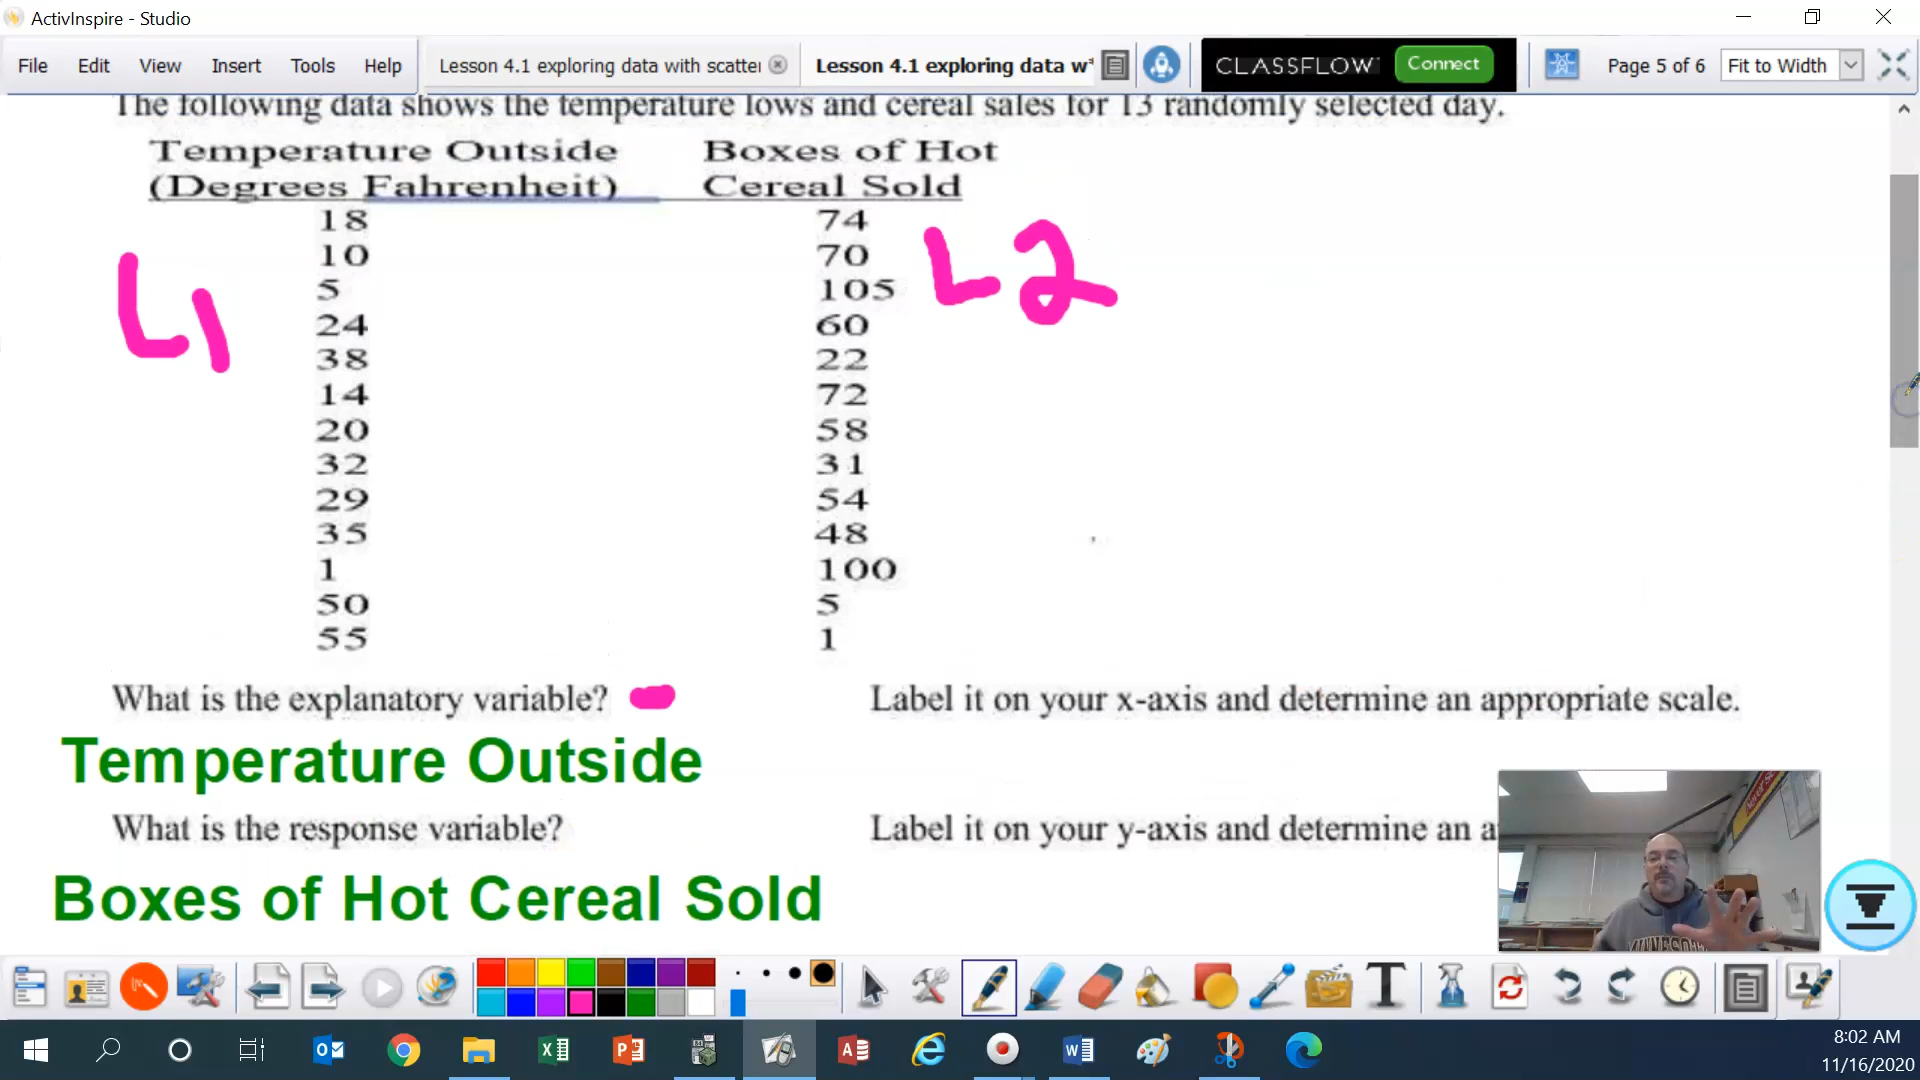 ActivInspire - Studio
File Edit View Insert Tools Help
Lesson 4.1 exploring data with scatter
Lesson 4.1 exploring data w*
CLASSFLOW Connect
Page 5 of 6
Fit to Width
The following data shows the temperature lows and cereal sales for 13 randomly selected day.
Temperature Outside Boxes of Hot
(Degrees Fahrenheit) Cereal Sold
18 74
10 70
5 105
24 60
38 22
14 72
20 58
32 31
29 54
35 48
1 100
50 5
55 1
L1
L2
What is the explanatory variable? Label it on your x-axis and determine an appropriate scale.
Temperature Outside
What is the response variable? Label it on your y-axis and determine an a
Boxes of Hot Cereal Sold
8:02 AM
11/16/2020